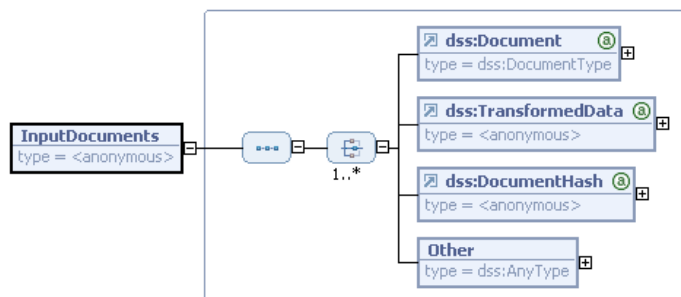 dss:Document a
type = dss:DocumentType
dss:TransformedData a
InputDocuments
type = <anonymous>
type = <anonymous>
1..*
dss:DocumentHash a
type = <anonymous>
Other
type = dss:AnyType